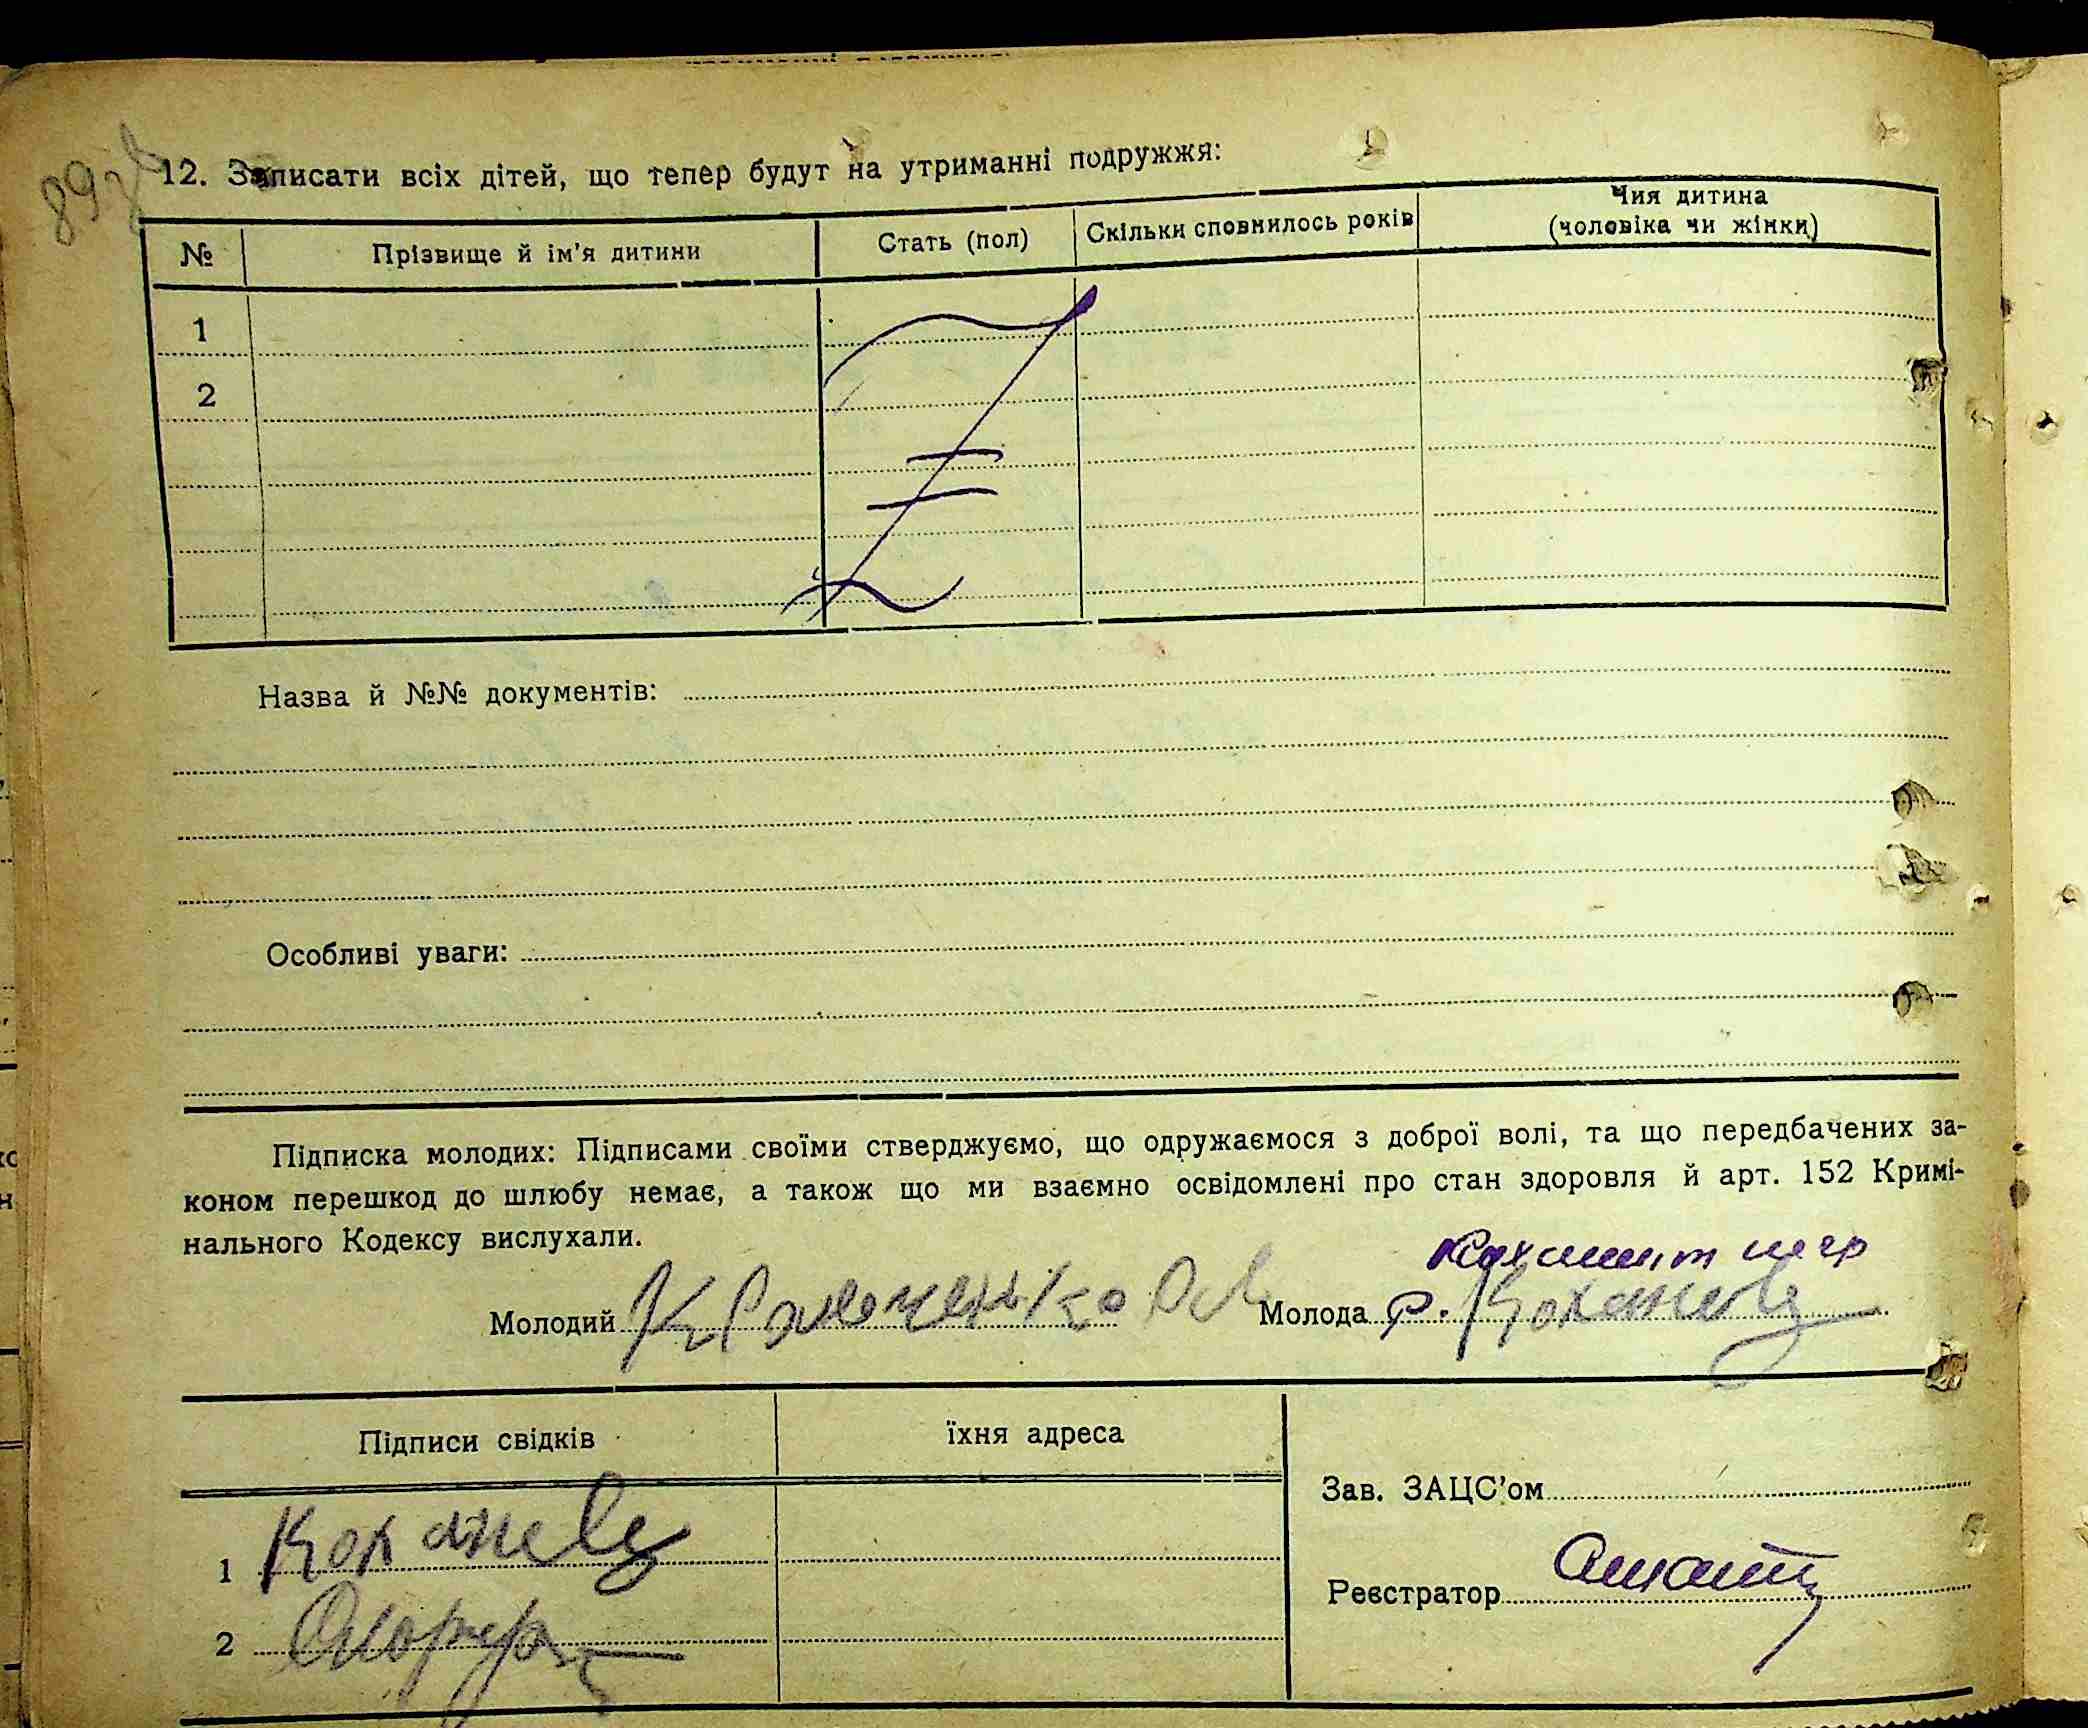 89
12. Записати всіх дітей, що тепер будут на утриманні подружжя:
№ Прізвище й ім'я дитини Стать (пол) Скільки сповнилось років Чия дитина
(чоловіка чи жінки)
1
2
Назва й №№ документів:
Особливі уваги:
Підписка молодих: Підписами своїми стверджуємо, що одружаємося з доброї волі, та що передбачених за-
коном перешкод до шлюбу немає, а також що ми взаємно освідомлені про стан здоровля й арт. 152 Кримі-
нального Кодексу вислухали.
Молодий Молода
Підписи свідків їхня адреса
Зав. ЗАЦС'ом
1
Реєстратор
2